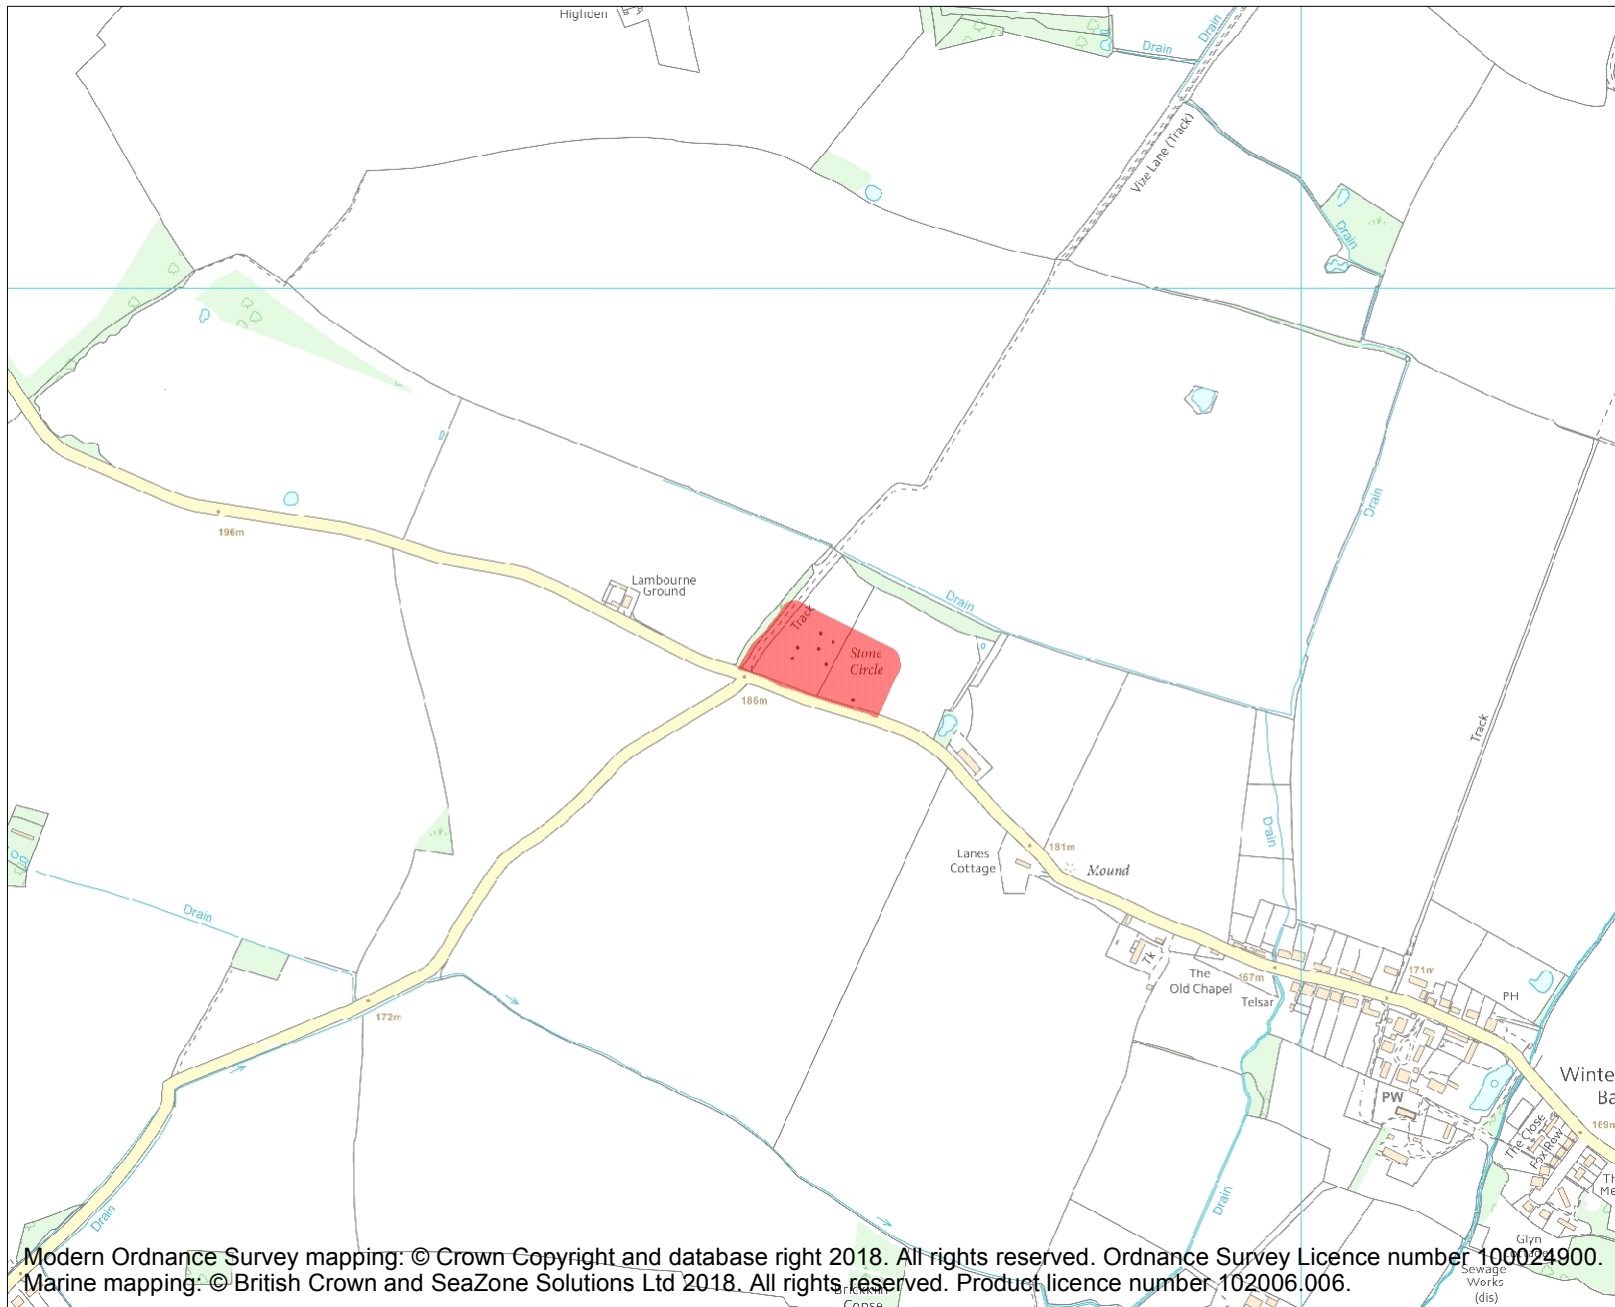 Highden
Drain
Drain
Vize Lane (Track)
Drain
196m
Lambourne
Ground
Track
Stone
Circle
186m
Drain
Drain
Track
Drain
Lanes
Cottage
181m
Mound
Drain
172m
Tk
The
Old Chapel
167m
Telsar
171m
PH
PW
Winte
Ba
The Close
Fox Row
169m
Th
Me
Drain
Drain
Glyn
Modern Ordnance Survey mapping: © Crown Copyright and database right 2018. All rights reserved. Ordnance Survey Licence number 100024900.
Marine mapping: © British Crown and SeaZone Solutions Ltd 2018. All rights reserved. Product licence number 102006.006.
Sewage
Works
(dis)
Copse